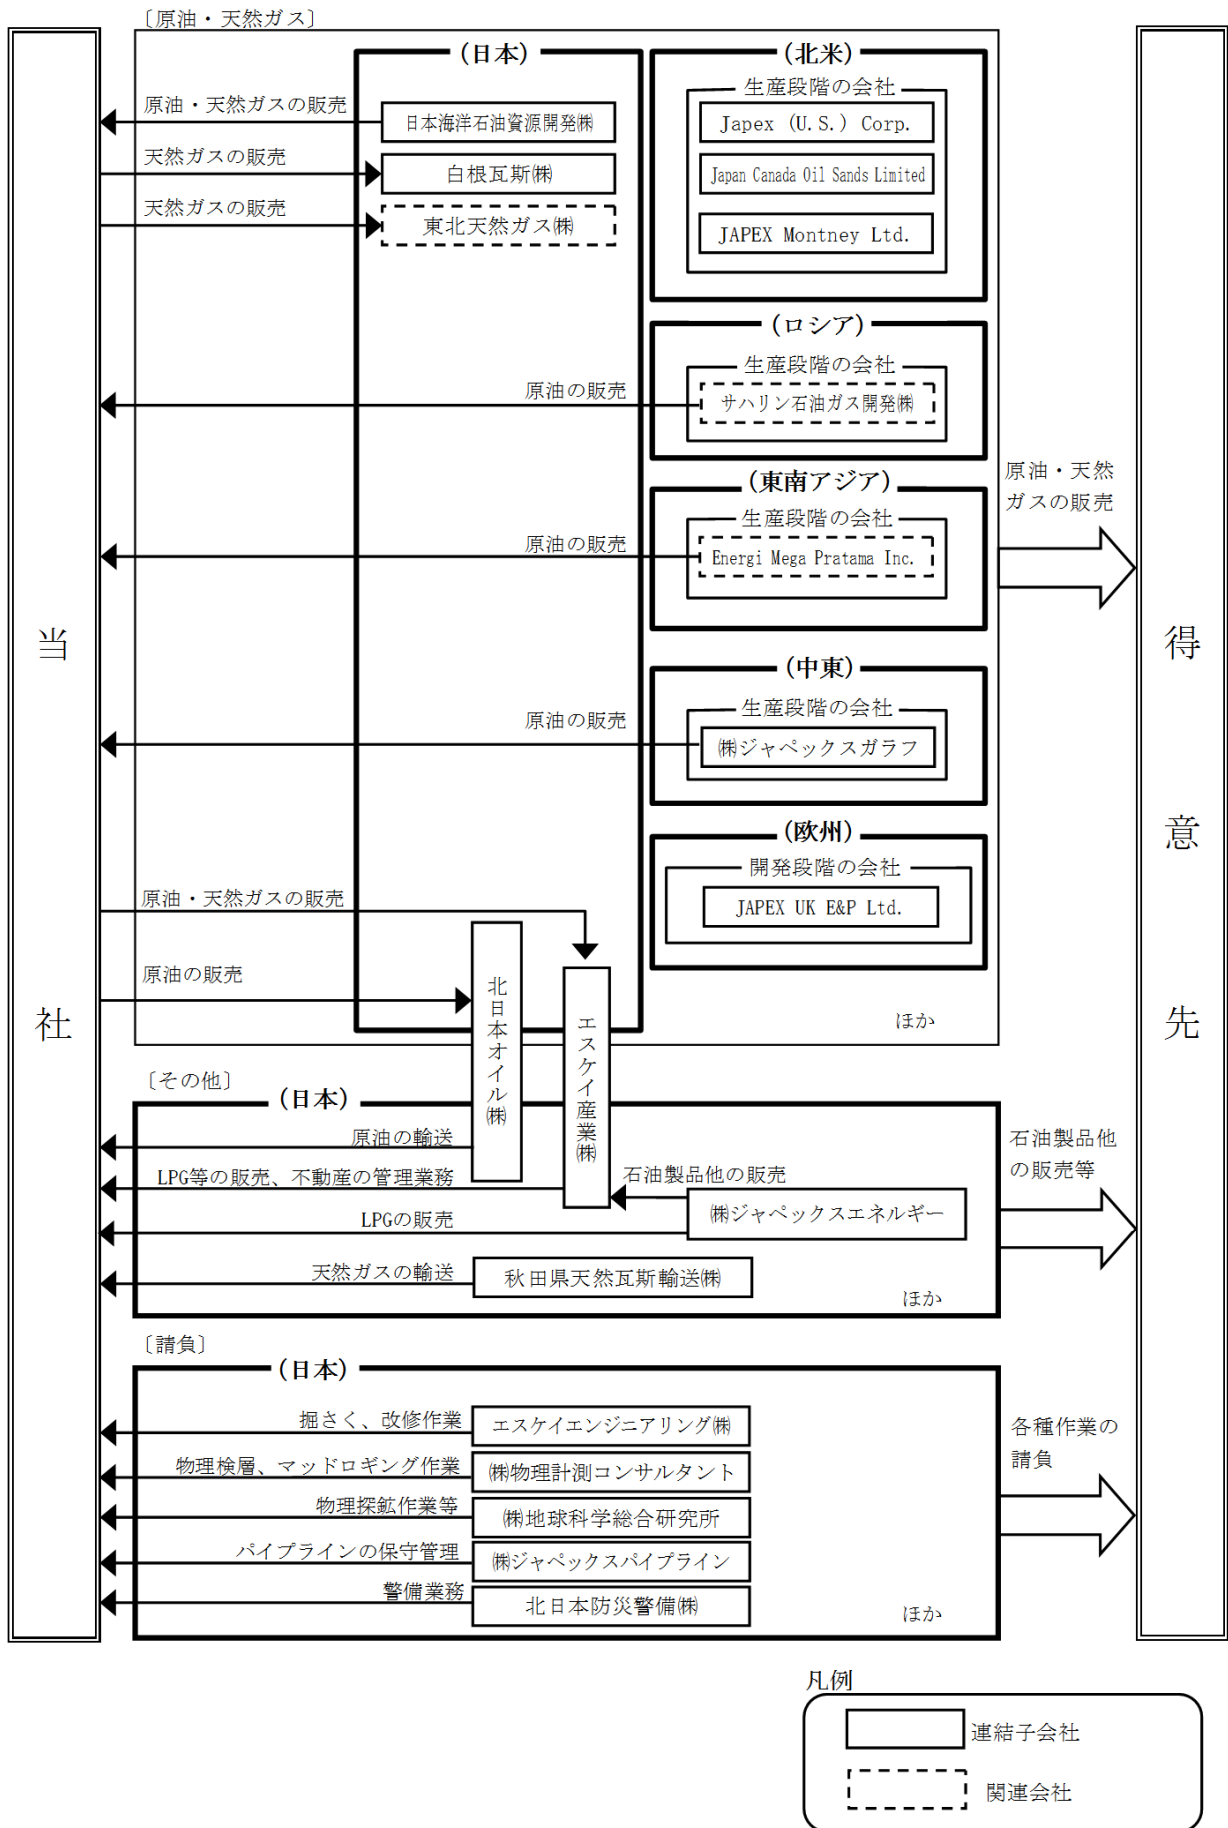 〔原油・天然ガス〕
当社
得意先
(日本)
原油・天然ガスの販売
日本海洋石油資源開発㈱
天然ガスの販売
白根瓦斯㈱
天然ガスの販売
東北天然ガス㈱
(北米)
生産段階の会社
Japex (U.S.) Corp.
Japan Canada Oil Sands Limited
JAPEX Montney Ltd.
(ロシア)
生産段階の会社
原油の販売
サハリン石油ガス開発㈱
(東南アジア)
生産段階の会社
原油の販売
Energi Mega Pratama Inc.
原油・天然
ガスの販売
(中東)
生産段階の会社
原油の販売
㈱ジャペックスガラフ
(欧州)
開発段階の会社
JAPEX UK E&P Ltd.
原油・天然ガスの販売
原油の販売
北日本オイル㈱
エスケイ産業㈱
ほか
〔その他〕
(日本)
原油の輸送
LPG等の販売、不動産の管理業務
石油製品他の販売
㈱ジャペックスエネルギー
LPGの販売
天然ガスの輸送
秋田県天然瓦斯輸送㈱
ほか
石油製品他
の販売等
〔請負〕
(日本)
掘さく、改修作業
エスケイエンジニアリング㈱
物理検層、マッドロギング作業
㈱物理計測コンサルタント
物理探鉱作業等
㈱地球科学総合研究所
パイプラインの保守管理
㈱ジャペックスパイプライン
警備業務
北日本防災警備㈱
ほか
各種作業の
請負
凡例
連結子会社
関連会社